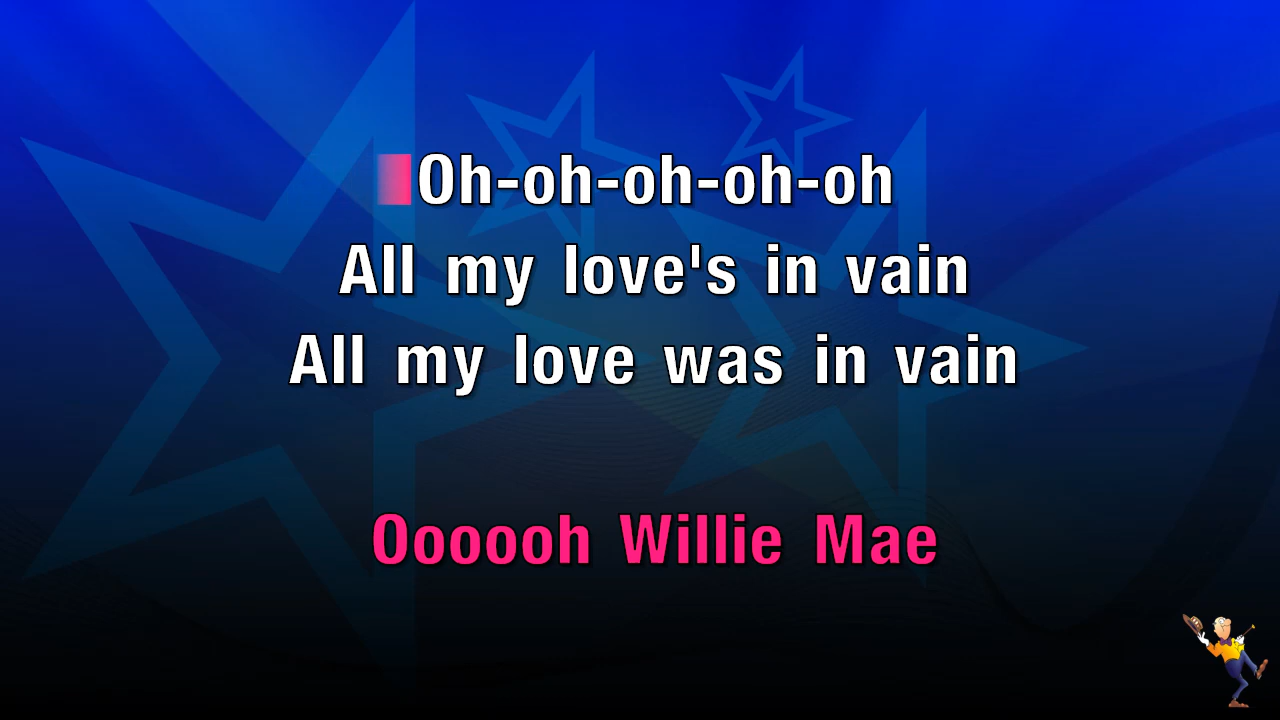 Oh-oh-oh-oh-oh
All my love's in vain
All my love was in vain
Oooooh Willie Mae